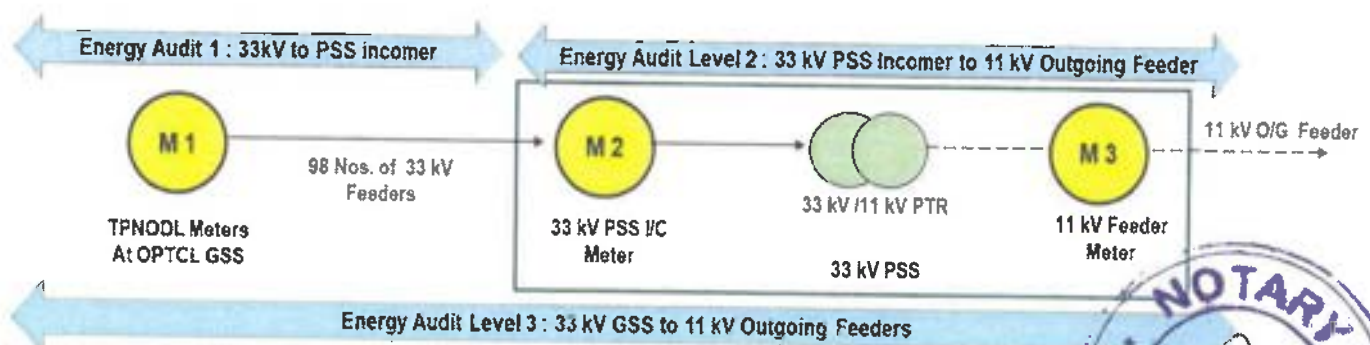 Energy Audit 1 : 33kV to PSS incomer
Energy Audit Level 2 : 33 kV PSS Incomer to 11 kV Outgoing Feeder
M 1
M 2
M 3
11 kV O/G Feeder
98 Nos. of 33 kV
Feeders
33 kV /11 kV PTR
TPNODL Meters
At OPTCL GSS
33 kV PSS I/C
Meter
11 kV Feeder
Meter
33 kV PSS
NOTARY
Energy Audit Level 3 : 33 kV GSS to 11 kV Outgoing Feeders